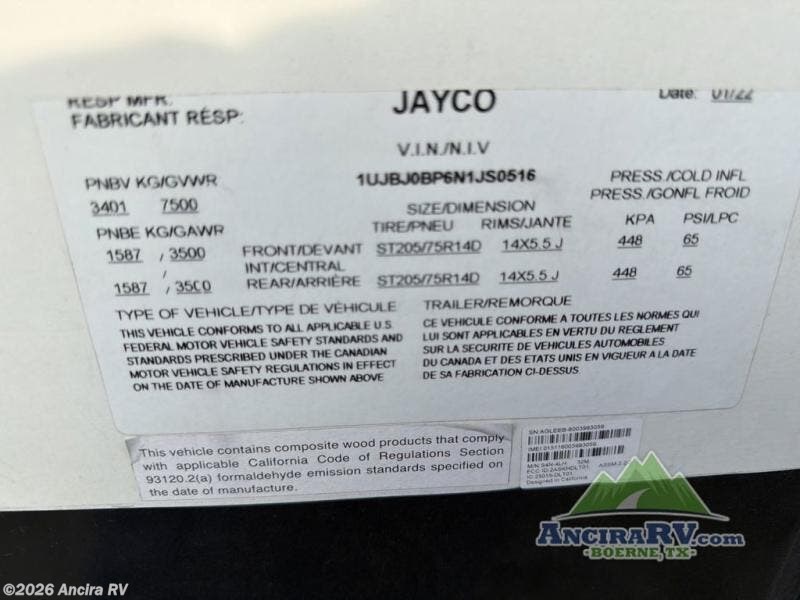 RESP MFR.
FABRICANT RÉSP:
JAYCO
Date: 01/22
V.I.N./N.I.V
1UJBJ0BP6N1JS0516
PNBV KG/GVWR
3401 7500
SIZE/DIMENSION
PRESS./COLD INFL
PRESS./GONFL FROID
PNBE KG/GAWR
TIRE/PNEU RIMS/JANTE KPA PSI/LPC
1587 / 3500 FRONT/DEVANT ST205/75R14D 14X5.5 J 448 65
/ INT/CENTRAL
1587 / 3500 REAR/ARRIÈRE ST205/75R14D 14X5.5 J 448 65
TYPE OF VEHICLE/TYPE DE VÉHICULE TRAILER/REMORQUE
THIS VEHICLE CONFORMS TO ALL APPLICABLE U.S.
FEDERAL MOTOR VEHICLE SAFETY STANDARDS AND
STANDARDS PRESCRIBED UNDER THE CANADIAN
MOTOR VEHICLE SAFETY REGULATIONS IN EFFECT
ON THE DATE OF MANUFACTURE SHOWN ABOVE
CE VEHICULE CONFORME A TOUTES LES NORMES QUI
LUI SONT APPLICABLES EN VERTU DU REGLEMENT
SUR LA SECURITE DE VEHICULES AUTOMOBILES
DU CANADA ET DES ETATS UNIS EN VIGUEUR A LA DATE
DE SA FABRICATION CI-DESSUS.
This vehicle contains composite wood products that comply
with applicable California Code of Regulations Section
93120.2(a) formaldehyde emission standards specified on
the date of manufacture.
Designed in California
ANCIRARV.com
BOERNE, TX
©2026 Ancira RV